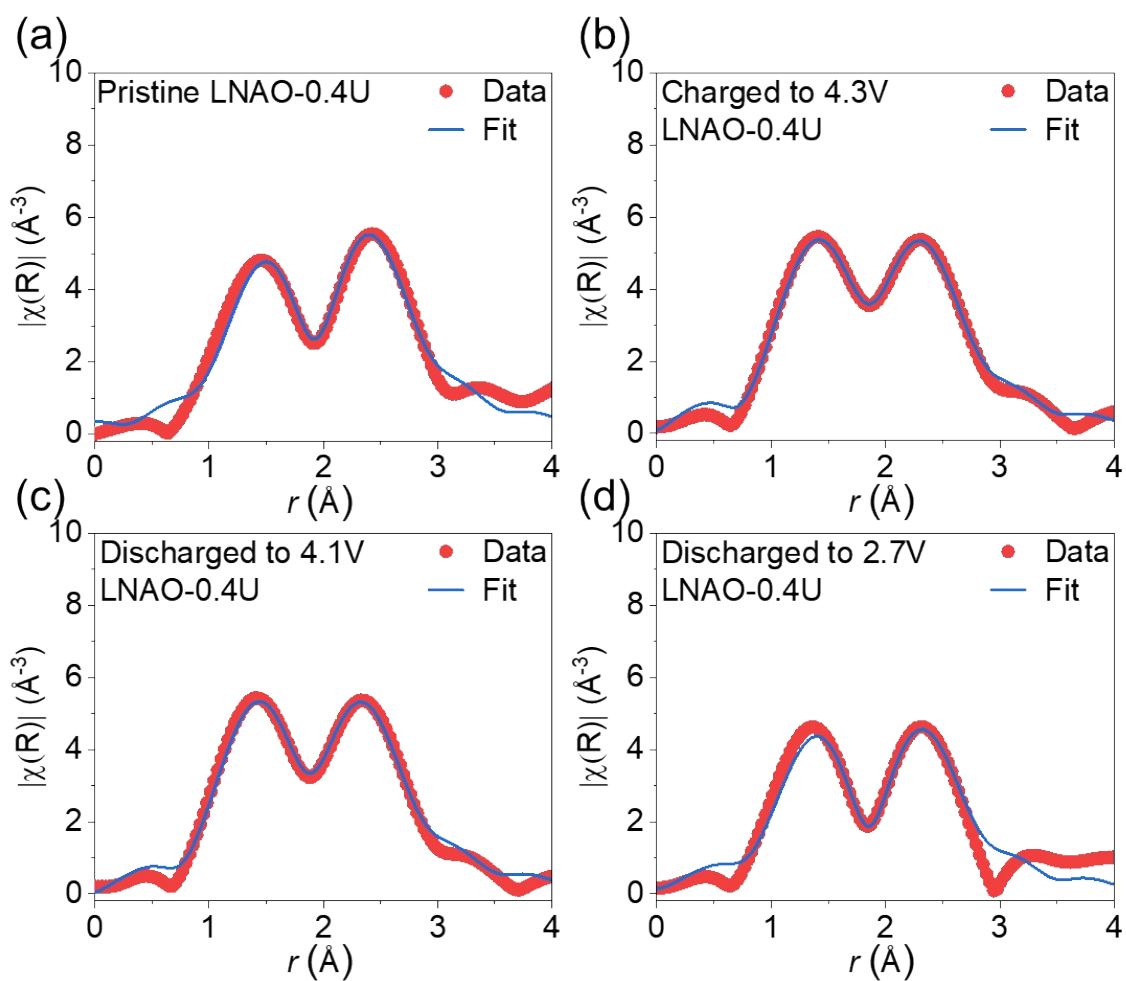 (a)
Pristine LNAO-0.4U
Data
Fit
|χ(R)| (Å⁻³)
10
8
6
4
2
0
0 1 2 3 4
r (Å)
(b)
Charged to 4.3V
LNAO-0.4U
Data
Fit
|χ(R)| (Å⁻³)
10
8
6
4
2
0
0 1 2 3 4
r (Å)
(c)
Discharged to 4.1V
LNAO-0.4U
Data
Fit
|χ(R)| (Å⁻³)
10
8
6
4
2
0
0 1 2 3 4
r (Å)
(d)
Discharged to 2.7V
LNAO-0.4U
Data
Fit
|χ(R)| (Å⁻³)
10
8
6
4
2
0
0 1 2 3 4
r (Å)